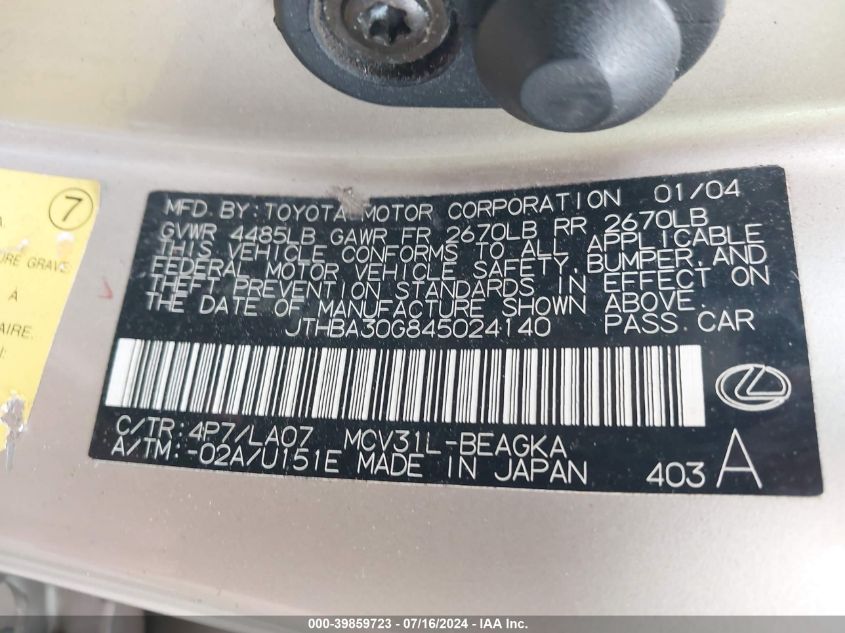 MFD BY: TOYOTA MOTOR CORPORATION 01/04
GVWR 4485LB GAWR FR 2670LB RR 2670LB
THIS VEHICLE CONFORMS TO ALL APPLICABLE
FEDERAL MOTOR VEHICLE SAFETY, BUMPER, AND
THEFT PREVENTION STANDARDS IN EFFECT ON
THE DATE OF MANUFACTURE SHOWN ABOVE.
JTHBA30G845024140 PASS CAR
C/TR: 4P7/LA07 MCV31L-BEAGKA
A/TM: -02A/U151E MADE IN JAPAN
403 A
7
A
URE GRAVE
À
AIRE.
000-39859723 - 07/16/2024 - IAA Inc.